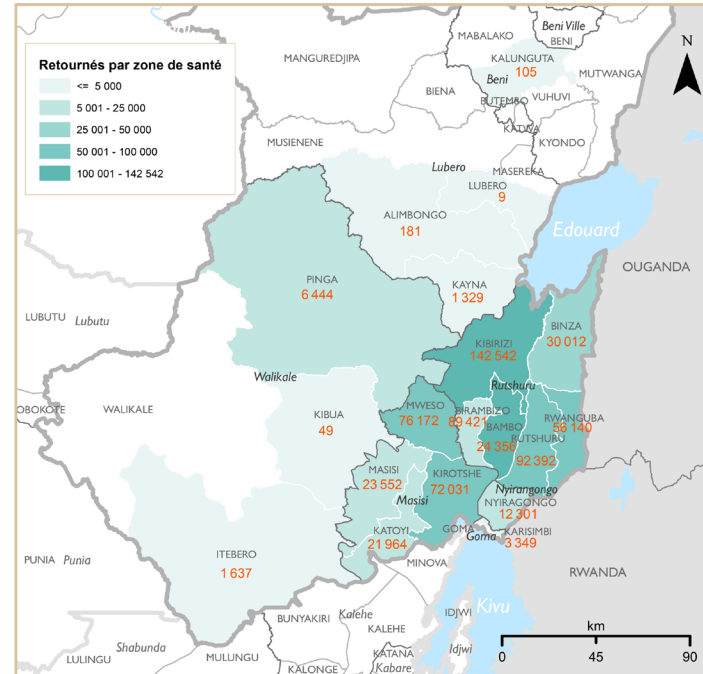 Retournés par zone de santé
<= 5 000
5 001 - 25 000
25 001 - 50 000
50 001 - 100 000
100 001 - 142 542
N
Beni Ville
BENI
MABALAKO
MANGUREDJIPA
KALUNGUTA
105
MUTWANGA
Beni
BIENA
VUHUVI
BUTEMBO
KATWA
KYONDO
MUSIENENE
MASEREKA
Lubero
LUBERO
9
ALIMBONGO
181
Edouard
OUGANDA
PINGA
6 444
KAYNA
1 329
LUBUTU
Lubutu
BINZA
30 012
KIBIRIZI
142 542
Walikale
Rutshuru
OBOKOTE
WALIKALE
KIBUA
49
MWESO
76 172
BIRAMBIZO
89 421
BAMBO
24 356
RWANGUBA
56 140
RUTSHURU
92 392
MASISI
23 552
KIROTSHE
72 031
Masisi
Nyirangongo
NYIRAGONGO
12 301
KATOYI
21 964
GOMA
Goma
KARISIMBI
3 349
ITEBERO
1 637
PUNIA
Punia
MINOVA
RWANDA
Kivu
IDJWI
Idjwi
BUNYAKIRI
Kalehe
KALEHE
Shabunda
LULINGU
MULUNGU
KALONGE
KATANA
Kabare
km
0
45
90